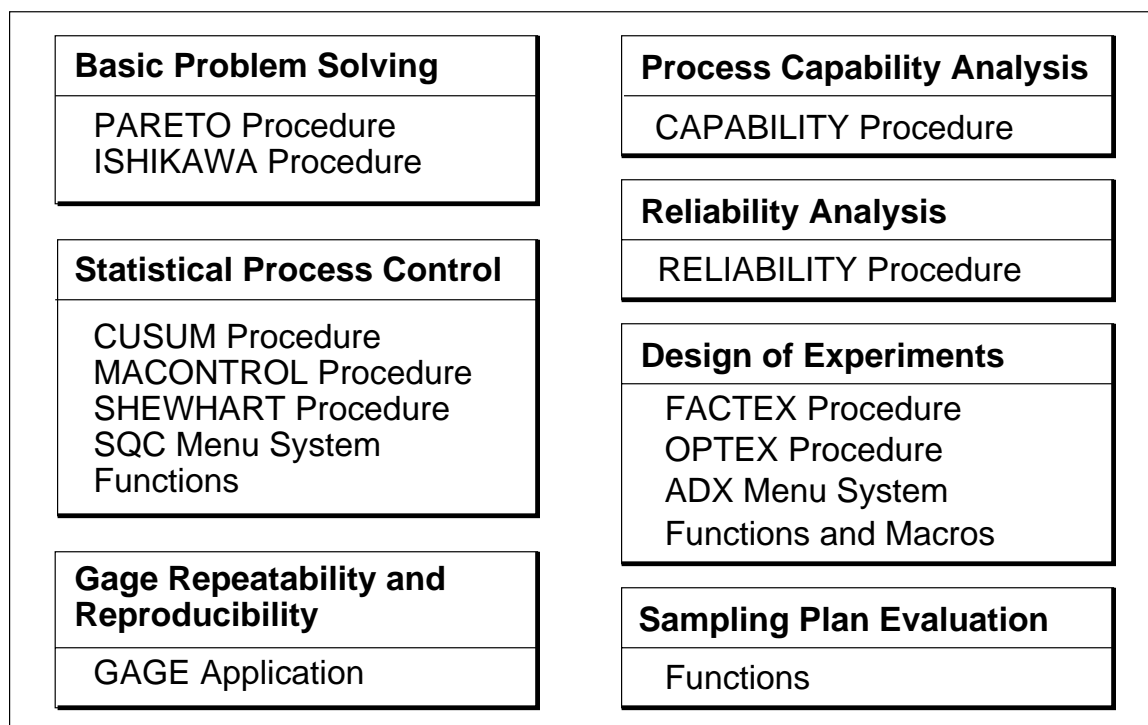 Basic Problem Solving
PARETO Procedure
ISHIKAWA Procedure
Statistical Process Control
CUSUM Procedure
MACONTROL Procedure
SHEWHART Procedure
SQC Menu System
Functions
Gage Repeatability and
Reproducibility
GAGE Application
Process Capability Analysis
CAPABILITY Procedure
Reliability Analysis
RELIABILITY Procedure
Design of Experiments
FACTEX Procedure
OPTEX Procedure
ADX Menu System
Functions and Macros
Sampling Plan Evaluation
Functions